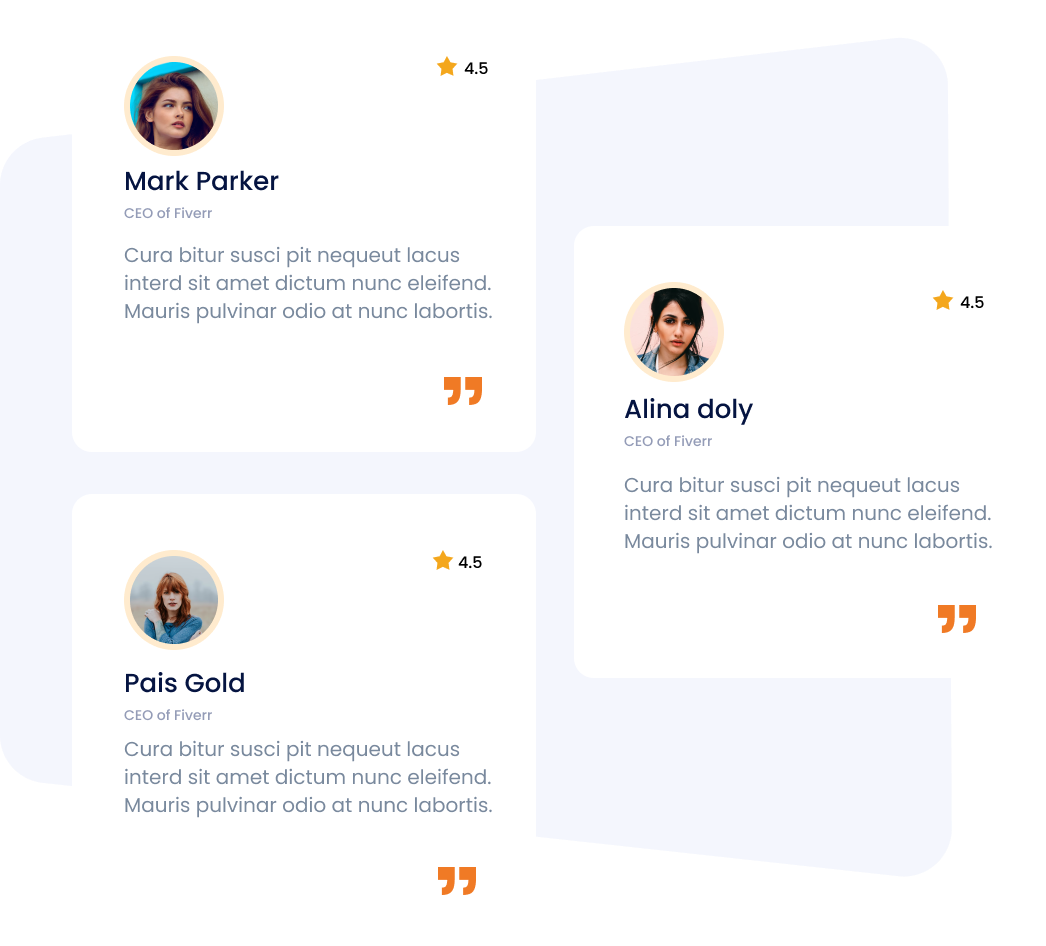 4.5
Mark Parker
CEO of Fiverr
Cura bitur susci pit nequeut lacus
interd sit amet dictum nunc eleifend.
Mauris pulvinar odio at nunc labortis.
”
4.5
Alina doly
CEO of Fiverr
Cura bitur susci pit nequeut lacus
interd sit amet dictum nunc eleifend.
Mauris pulvinar odio at nunc labortis.
”
4.5
Pais Gold
CEO of Fiverr
Cura bitur susci pit nequeut lacus
interd sit amet dictum nunc eleifend.
Mauris pulvinar odio at nunc labortis.
”